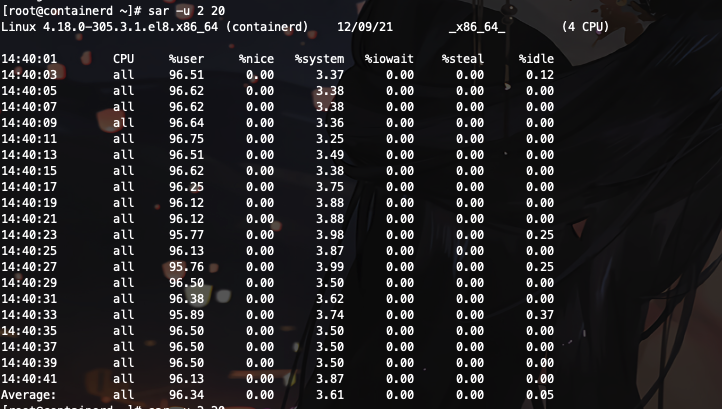 [root@containerd ~]# sar -u 2 20
Linux 4.18.0-305.3.1.el8.x86_64 (containerd) 12/09/21 _x86_64_ (4 CPU)
14:40:01 CPU %user %nice %system %iowait %steal %idle
14:40:03 all 96.51 0.00 3.37 0.00 0.00 0.12
14:40:05 all 96.62 0.00 3.38 0.00 0.00 0.00
14:40:07 all 96.62 0.00 3.38 0.00 0.00 0.00
14:40:09 all 96.64 0.00 3.36 0.00 0.00 0.00
14:40:11 all 96.75 0.00 3.25 0.00 0.00 0.00
14:40:13 all 96.51 0.00 3.49 0.00 0.00 0.00
14:40:15 all 96.62 0.00 3.38 0.00 0.00 0.00
14:40:17 all 96.25 0.00 3.75 0.00 0.00 0.00
14:40:19 all 96.12 0.00 3.88 0.00 0.00 0.00
14:40:21 all 96.12 0.00 3.88 0.00 0.00 0.00
14:40:23 all 95.77 0.00 3.98 0.00 0.00 0.25
14:40:25 all 96.13 0.00 3.87 0.00 0.00 0.00
14:40:27 all 95.76 0.00 3.99 0.00 0.00 0.25
14:40:29 all 96.50 0.00 3.50 0.00 0.00 0.00
14:40:31 all 96.38 0.00 3.62 0.00 0.00 0.00
14:40:33 all 95.89 0.00 3.74 0.00 0.00 0.37
14:40:35 all 96.50 0.00 3.50 0.00 0.00 0.00
14:40:37 all 96.50 0.00 3.50 0.00 0.00 0.00
14:40:39 all 96.50 0.00 3.50 0.00 0.00 0.00
14:40:41 all 96.13 0.00 3.87 0.00 0.00 0.00
Average: all 96.34 0.00 3.61 0.00 0.00 0.05
[root@containerd ~]# sar -u 2 20